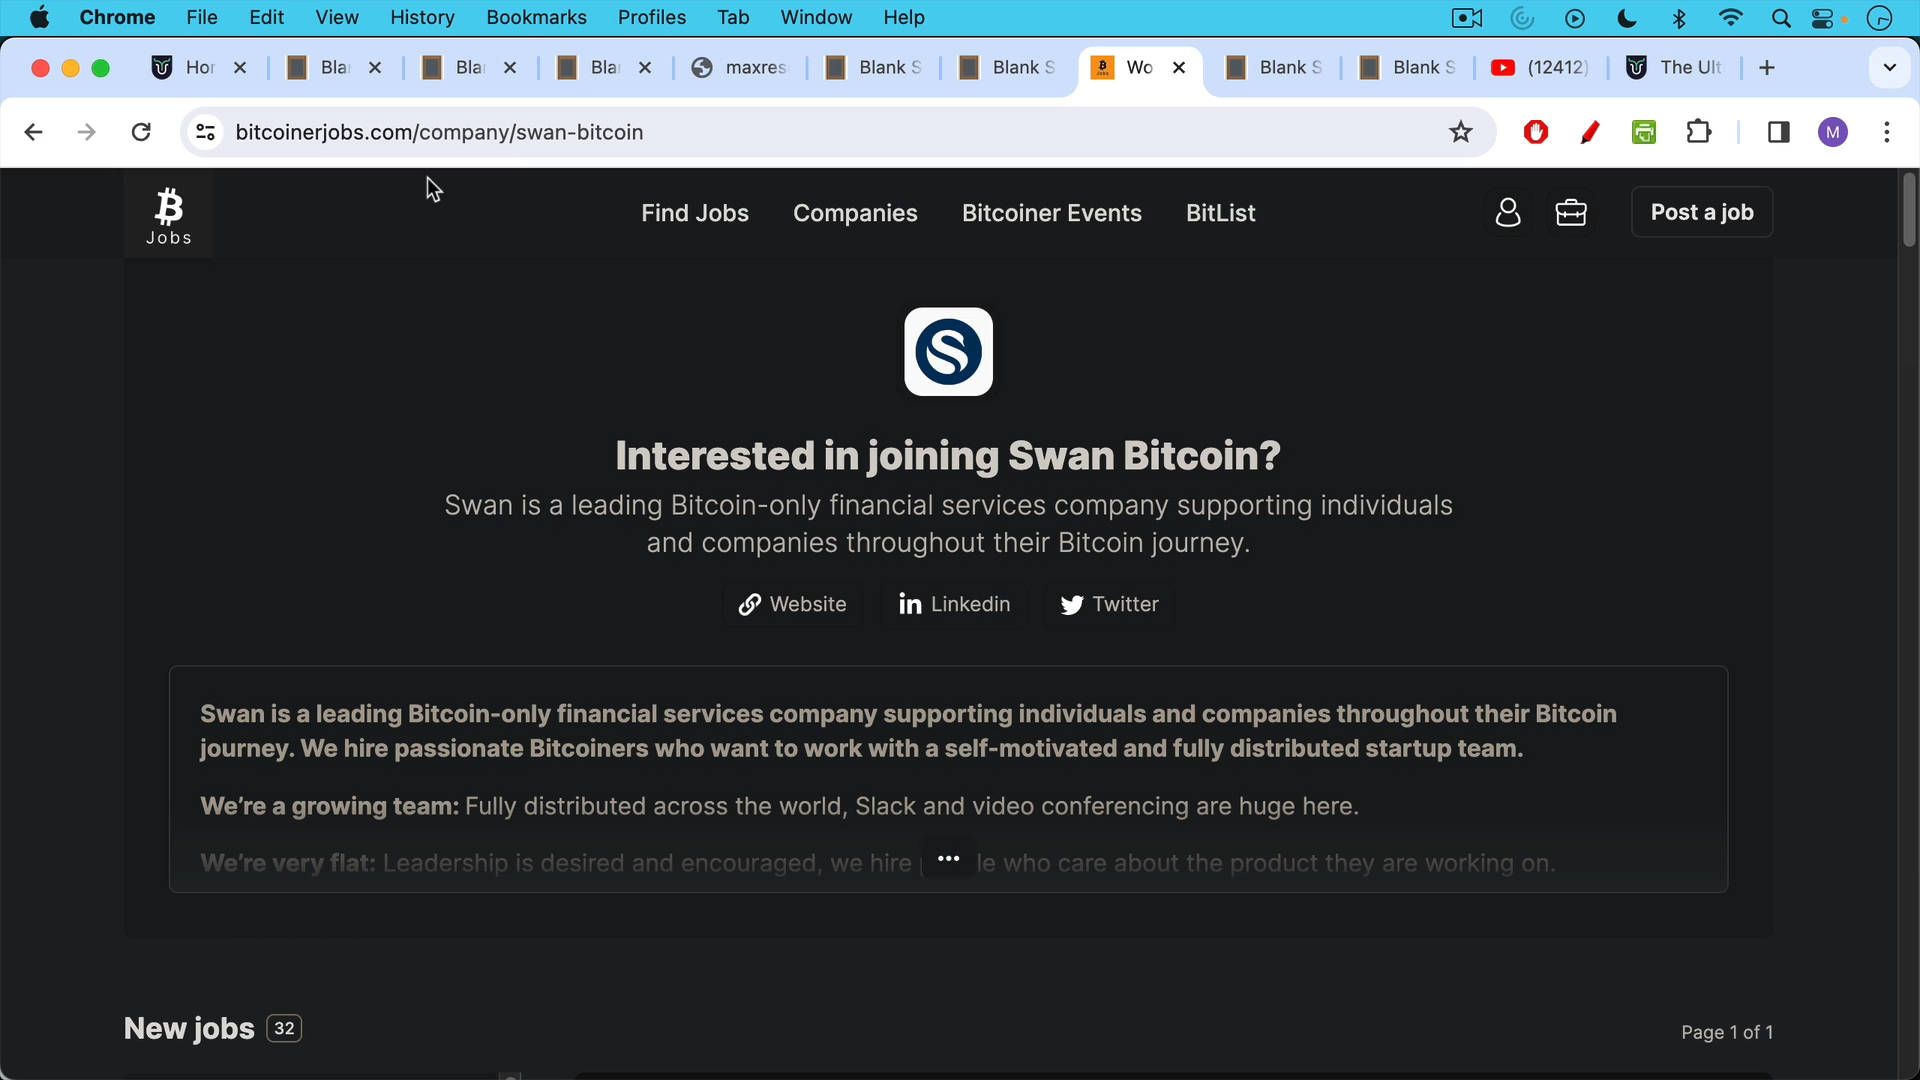 Chrome File Edit View History Bookmarks Profiles Tab Window Help
Hor Bla Bla Bla maxres Blank S Blank S Wo Blank S Blank S (12412) The Ult
bitcoinerjobs.com/company/swan-bitcoin
M
Jobs
Find Jobs Companies Bitcoiner Events BitList
Post a job
Interested in joining Swan Bitcoin?
Swan is a leading Bitcoin-only financial services company supporting individuals
and companies throughout their Bitcoin journey.
Website Linkedin Twitter
Swan is a leading Bitcoin-only financial services company supporting individuals and companies throughout their Bitcoin
journey. We hire passionate Bitcoiners who want to work with a self-motivated and fully distributed startup team.
We're a growing team: Fully distributed across the world, Slack and video conferencing are huge here.
We're very flat: Leadership is desired and encouraged, we hire le who care about the product they are working on.
New jobs 32
Page 1 of 1